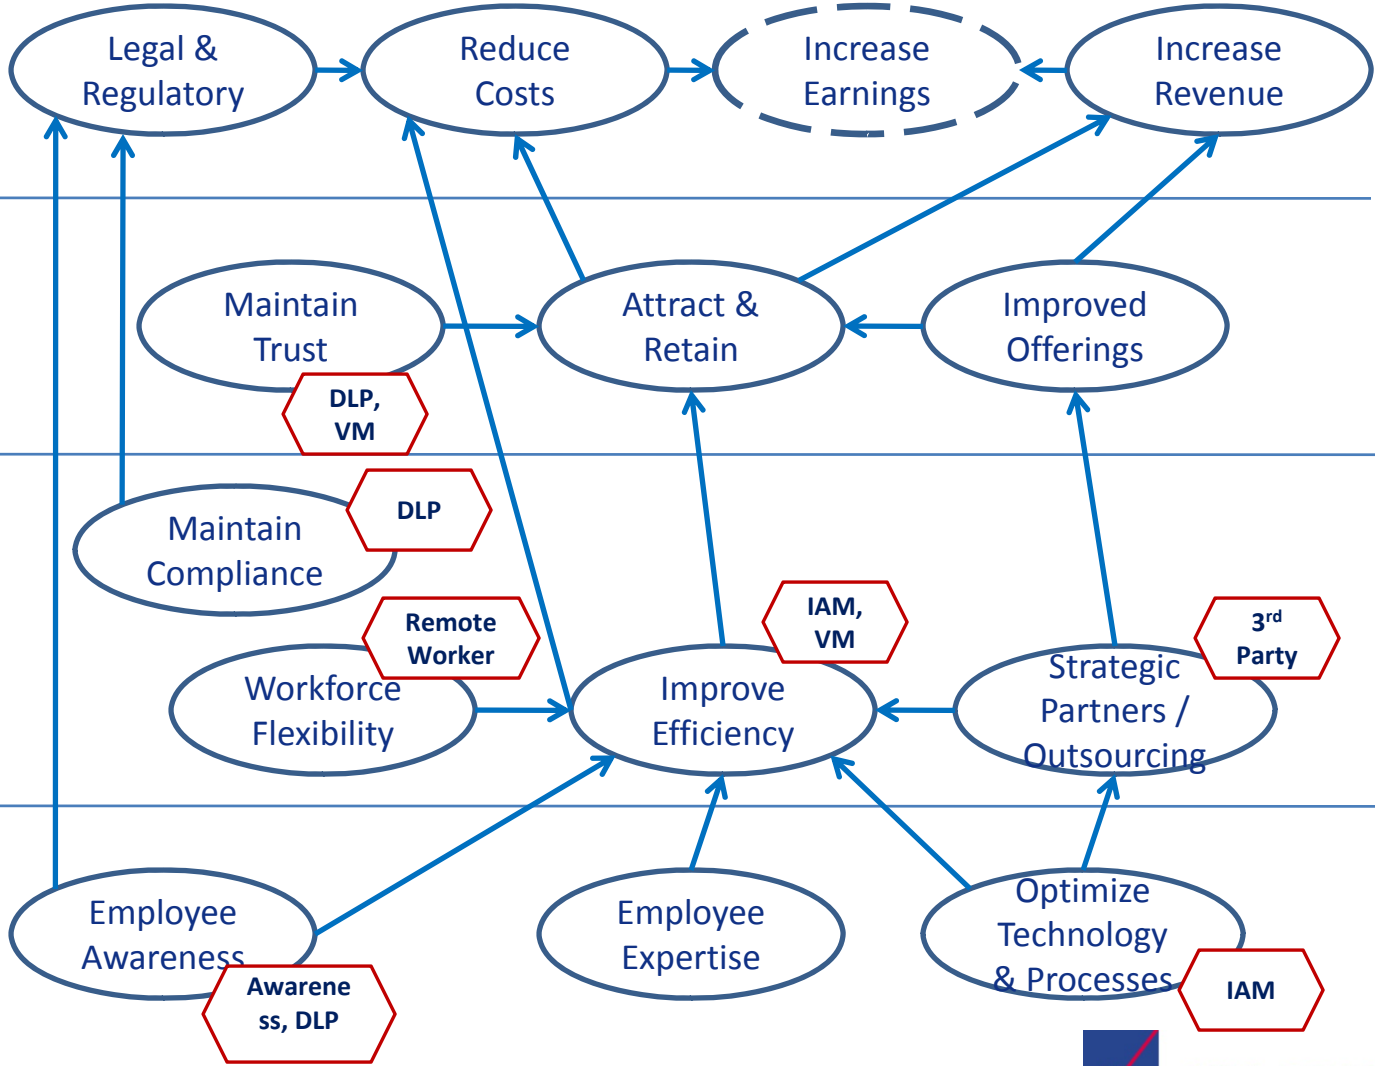 Legal &
Regulatory
Reduce
Costs
Increase
Earnings
Increase
Revenue
Maintain
Trust
Attract &
Retain
Improved
Offerings
DLP,
VM
DLP
Maintain
Compliance
Remote
Worker
IAM,
VM
3rd
Party
Workforce
Flexibility
Improve
Efficiency
Strategic
Partners /
Outsourcing
Employee
Awareness
Employee
Expertise
Optimize
Technology
& Processes
Awarene
ss, DLP
IAM